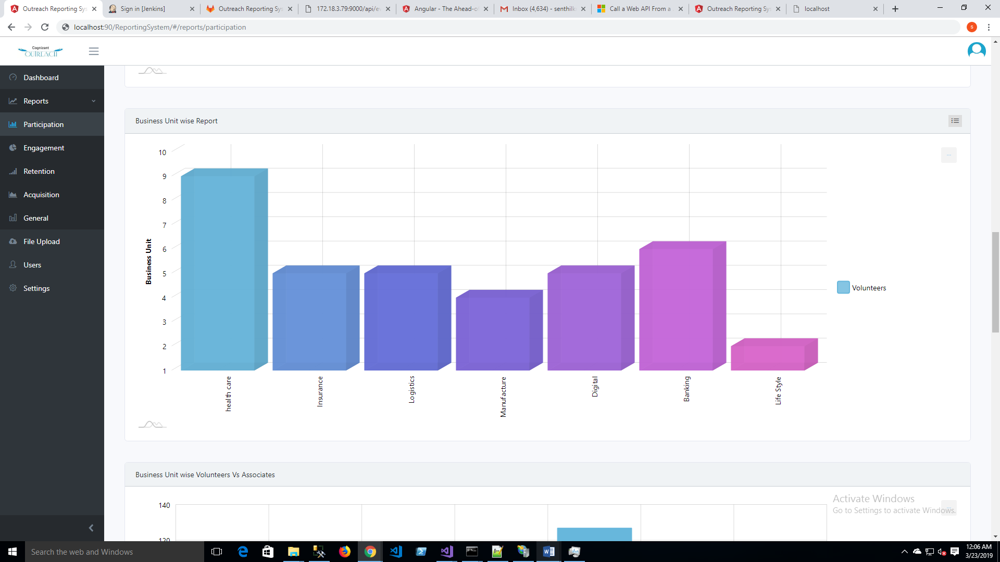 Outreach Reporting Sys
Sign in [Jenkins]
Outreach Reporting Sys
172.18.3.79:9000/api/ev
Angular - The Ahead-o
Inbox (4,634) - senthilk
Call a Web API From a
Outreach Reporting Sys
localhost
localhost:90/ReportingSystem/#/reports/participation
s
Cognizant
OUTREACH
Dashboard
Reports
Participation
Engagement
Retention
Acquisition
General
File Upload
Users
Settings
Business Unit wise Report
10
9
8
7
6
5
4
3
2
1
Business Unit
health care
Insurance
Logistics
Manufacture
Digital
Banking
Life Style
Volunteers
Business Unit wise Volunteers Vs Associates
140
120
Activate Windows
Go to Settings to activate Windows.
Search the web and Windows
12:06 AM
3/23/2019